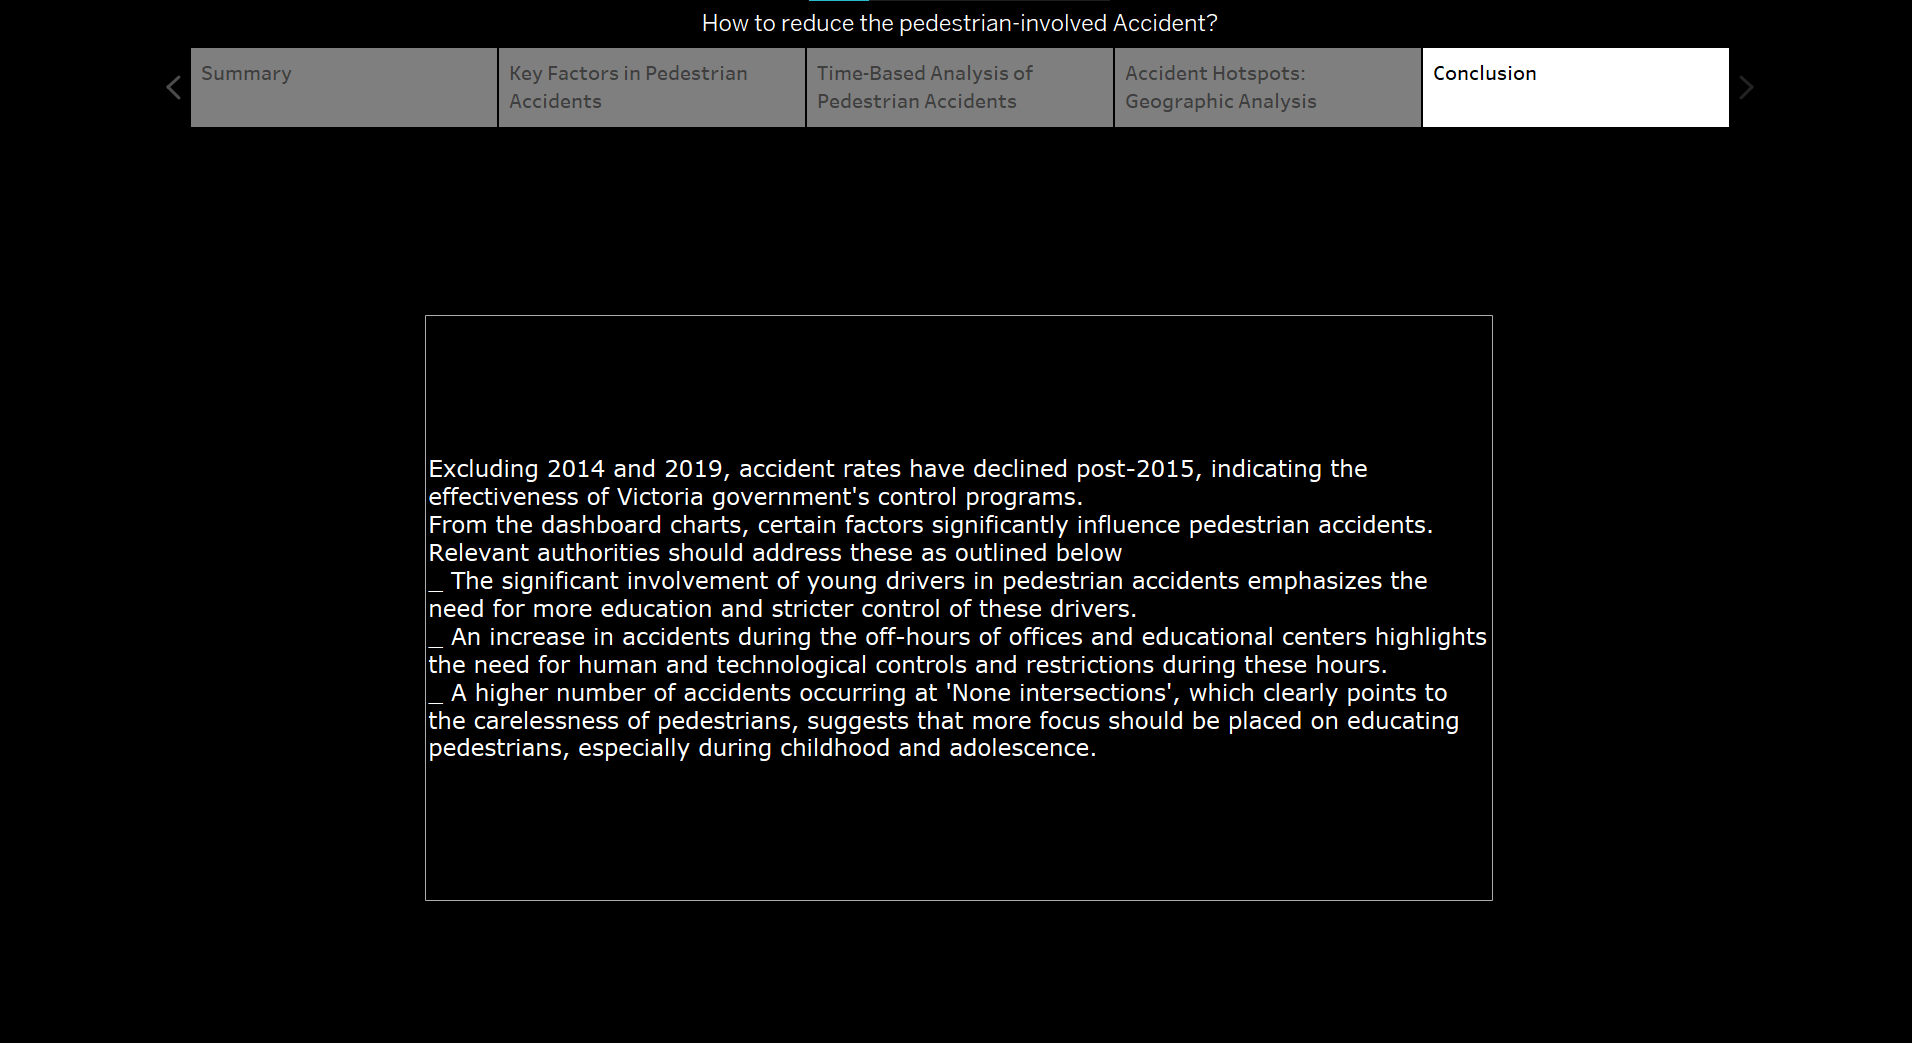 How to reduce the pedestrian-involved Accident?
Summary
Key Factors in Pedestrian
Accidents
Time-Based Analysis of
Pedestrian Accidents
Accident Hotspots:
Geographic Analysis
Conclusion
Excluding 2014 and 2019, accident rates have declined post-2015, indicating the
effectiveness of Victoria government's control programs.
From the dashboard charts, certain factors significantly influence pedestrian accidents.
Relevant authorities should address these as outlined below
_ The significant involvement of young drivers in pedestrian accidents emphasizes the
need for more education and stricter control of these drivers.
_ An increase in accidents during the off-hours of offices and educational centers highlights
the need for human and technological controls and restrictions during these hours.
_ A higher number of accidents occurring at 'None intersections', which clearly points to
the carelessness of pedestrians, suggests that more focus should be placed on educating
pedestrians, especially during childhood and adolescence.